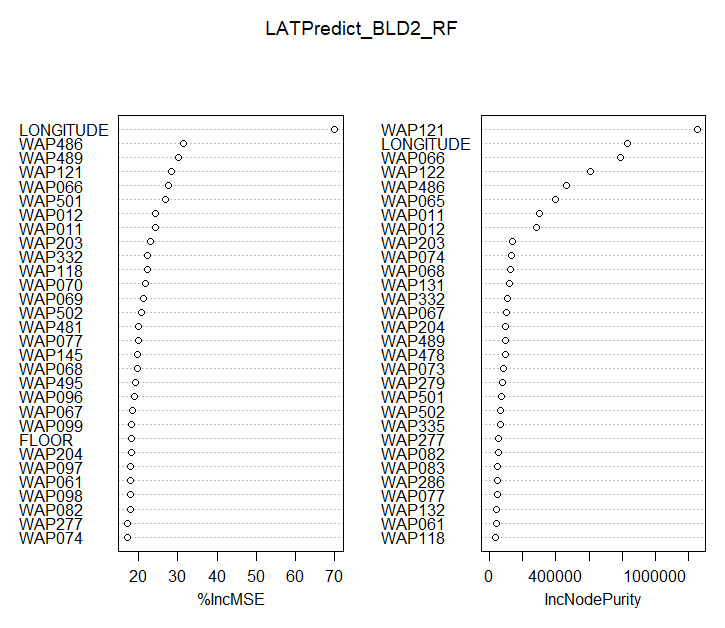 LATPredict_BLD2_RF
LONGITUDE
WAP486
WAP489
WAP121
WAP066
WAP501
WAP012
WAP011
WAP203
WAP332
WAP118
WAP070
WAP069
WAP502
WAP481
WAP077
WAP145
WAP068
WAP495
WAP096
WAP067
WAP099
FLOOR
WAP204
WAP097
WAP061
WAP098
WAP082
WAP277
WAP074
20 30 40 50 60 70
%IncMSE
WAP121
LONGITUDE
WAP066
WAP122
WAP486
WAP065
WAP011
WAP012
WAP203
WAP074
WAP068
WAP131
WAP332
WAP067
WAP204
WAP489
WAP478
WAP073
WAP279
WAP501
WAP502
WAP335
WAP277
WAP082
WAP083
WAP286
WAP077
WAP132
WAP061
WAP118
0 400000 1000000
IncNodePurity